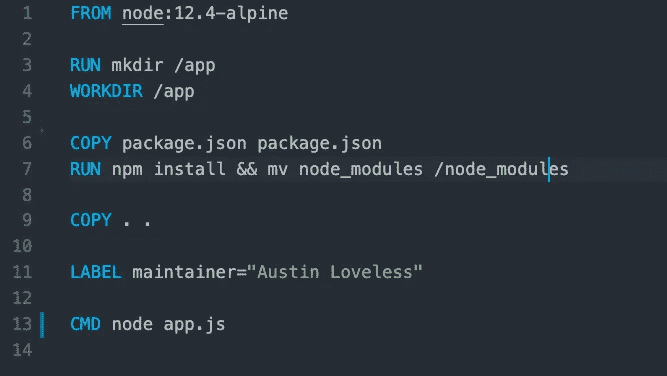 1 FROM node:12.4-alpine
2
3 RUN mkdir /app
4 WORKDIR /app
5
6 COPY package.json package.json
7 RUN npm install && mv node_modules /node_modules
8
9 COPY . .
10
11 LABEL maintainer="Austin Loveless"
12
13 CMD node app.js
14